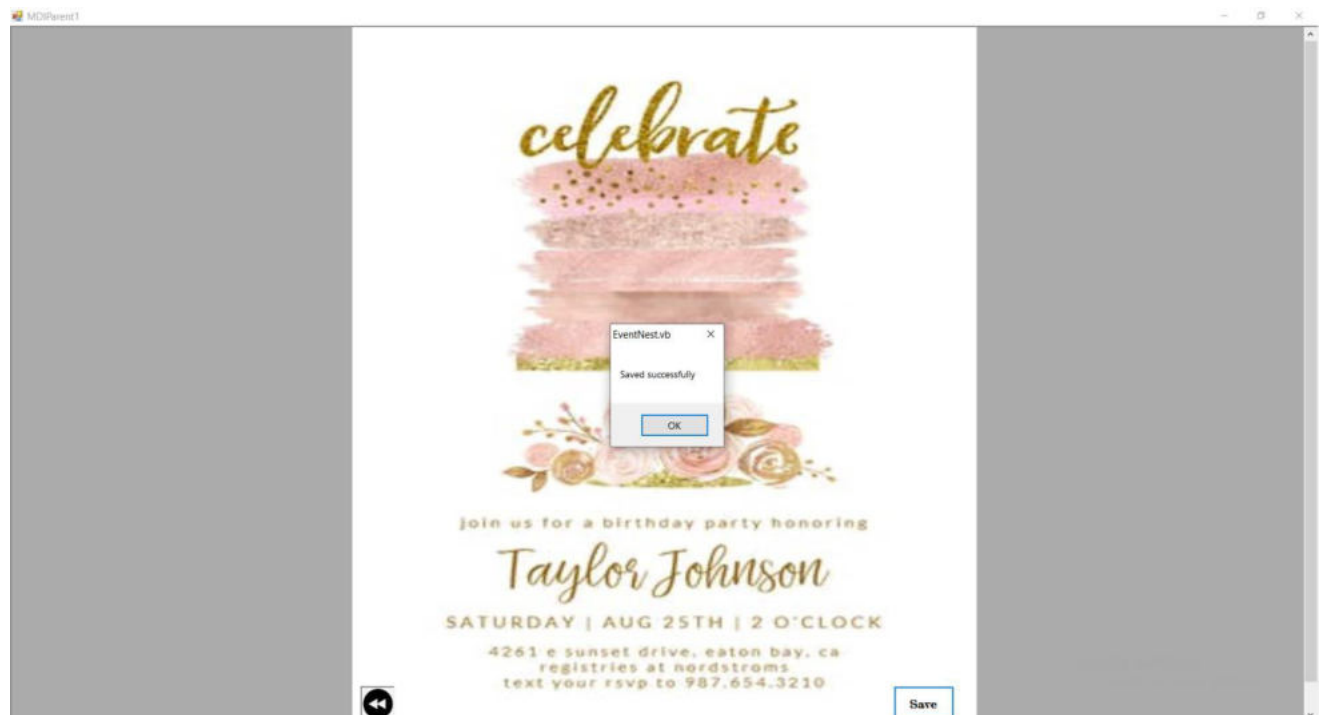 MDIParent1
celebrate
EventNest.vb
Saved successfully
OK
join us for a birthday party honoring
Taylor Johnson
SATURDAY | AUG 25TH | 2 O'CLOCK
4261 e sunset drive, eaton bay, ca
registries at nordstroms
text your rsvp to 987.654.3210
Save